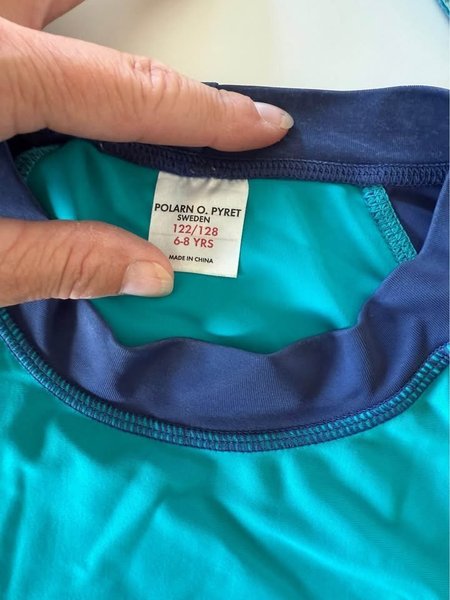 POLARN O. PYRET
SWEDEN
122/128
6-8 YRS
MADE IN CHINA